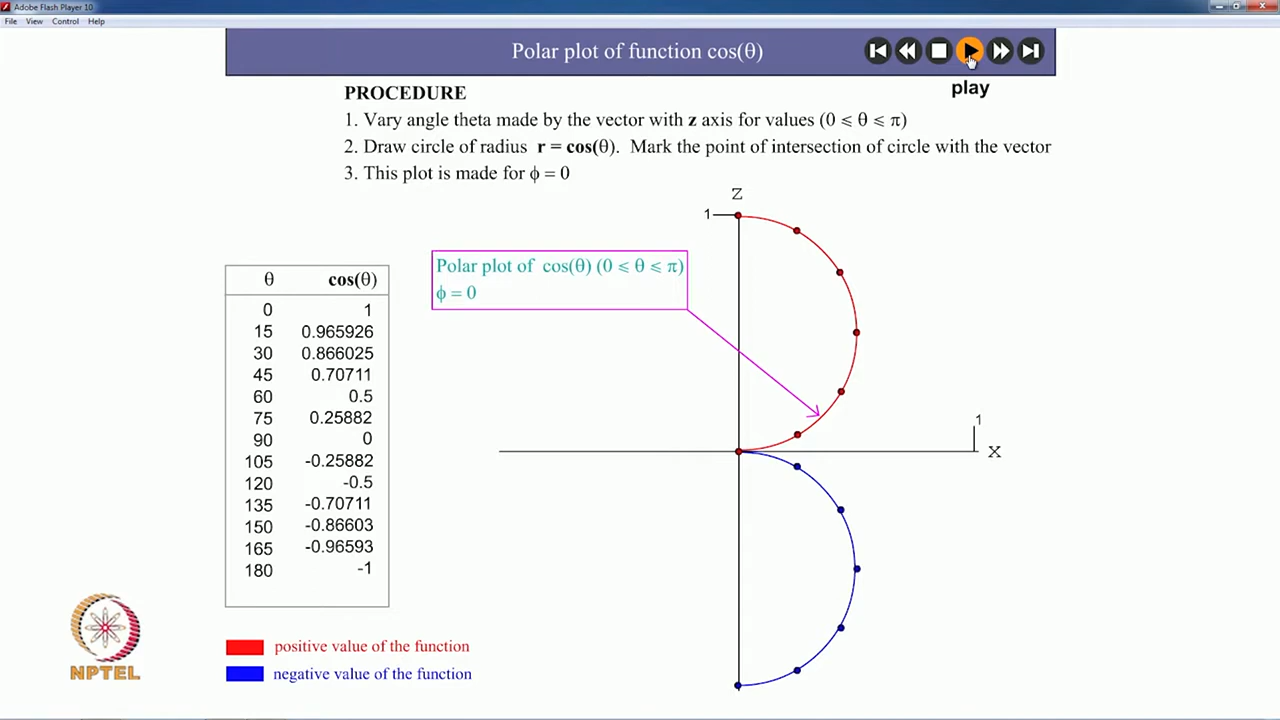 Adobe Flash Player 10
File View Control Help
Polar plot of function cos(θ)
play
PROCEDURE
1. Vary angle theta made by the vector with z axis for values (0 ⩽ θ ⩽ π)
2. Draw circle of radius r = cos(θ). Mark the point of intersection of circle with the vector
3. This plot is made for ϕ = 0
Z
1
Polar plot of cos(θ) (0 ⩽ θ ⩽ π)
ϕ = 0
θ cos(θ)
0 1
15 0.965926
30 0.866025
45 0.70711
60 0.5
75 0.25882
90 0
105 -0.25882
120 -0.5
135 -0.70711
150 -0.86603
165 -0.96593
180 -1
1
X
positive value of the function
negative value of the function
NPTEL